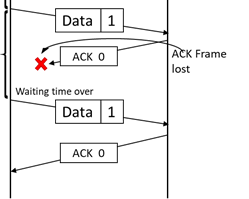 Data 1
ACK 0
ACK Frame
lost
Waiting time over
Data 1
ACK 0